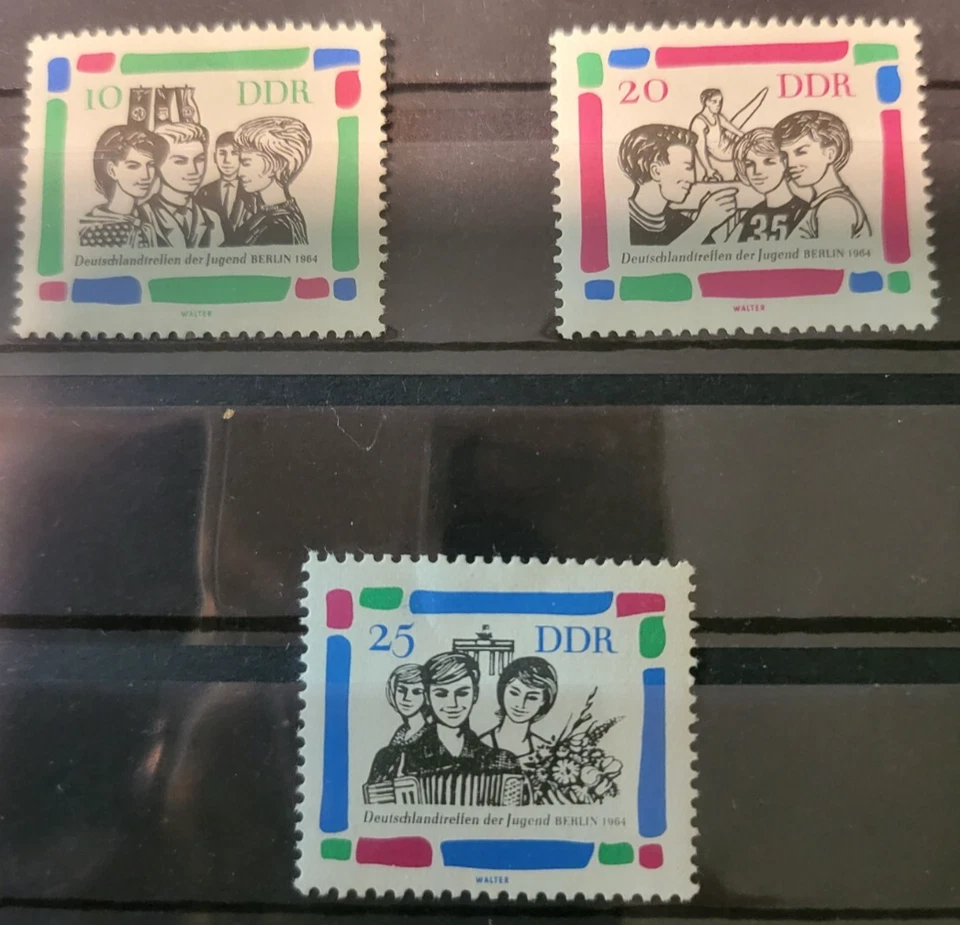 10 DDR
Deutschlandtreffen der Jugend BERLIN 1964
WALTER
20 DDR
35
Deutschlandtreffen der Jugend BERLIN 1964
WALTER
25 DDR
Deutschlandtreffen der Jugend BERLIN 1964
WALTER